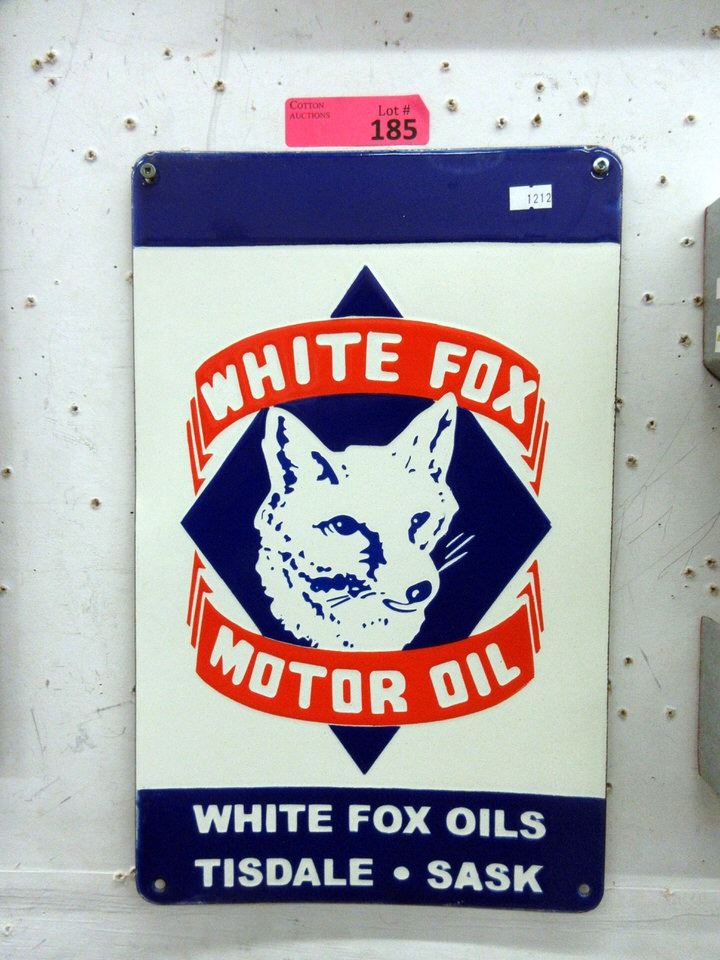 COTTON
AUCTIONS
Lot #
185
1212
WHITE FOX
MOTOR OIL
WHITE FOX OILS
TISDALE • SASK